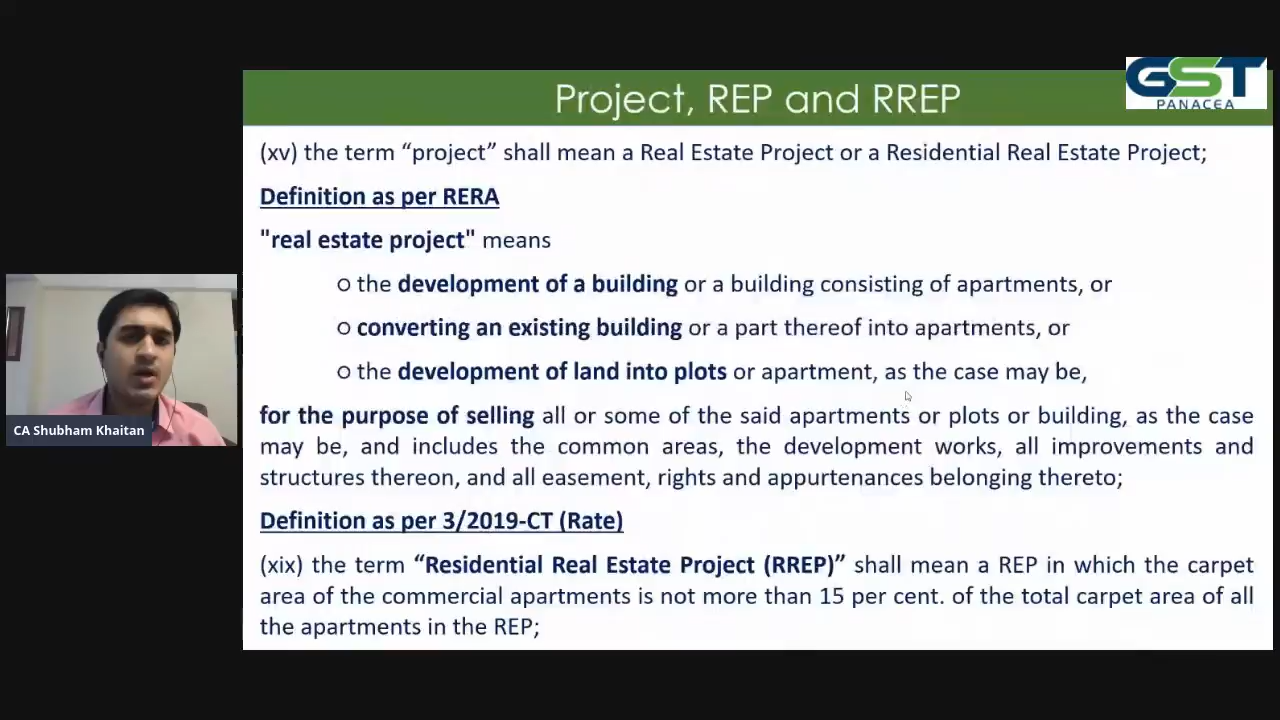 Project, REP and RREP
GST
PANACEA
(xv) the term “project” shall mean a Real Estate Project or a Residential Real Estate Project;
Definition as per RERA
"real estate project" means
o the development of a building or a building consisting of apartments, or
o converting an existing building or a part thereof into apartments, or
o the development of land into plots or apartment, as the case may be,
for the purpose of selling all or some of the said apartments or plots or building, as the case
may be, and includes the common areas, the development works, all improvements and
structures thereon, and all easement, rights and appurtenances belonging thereto;
Definition as per 3/2019-CT (Rate)
(xix) the term “Residential Real Estate Project (RREP)” shall mean a REP in which the carpet
area of the commercial apartments is not more than 15 per cent. of the total carpet area of all
the apartments in the REP;
CA Shubham Khaitan